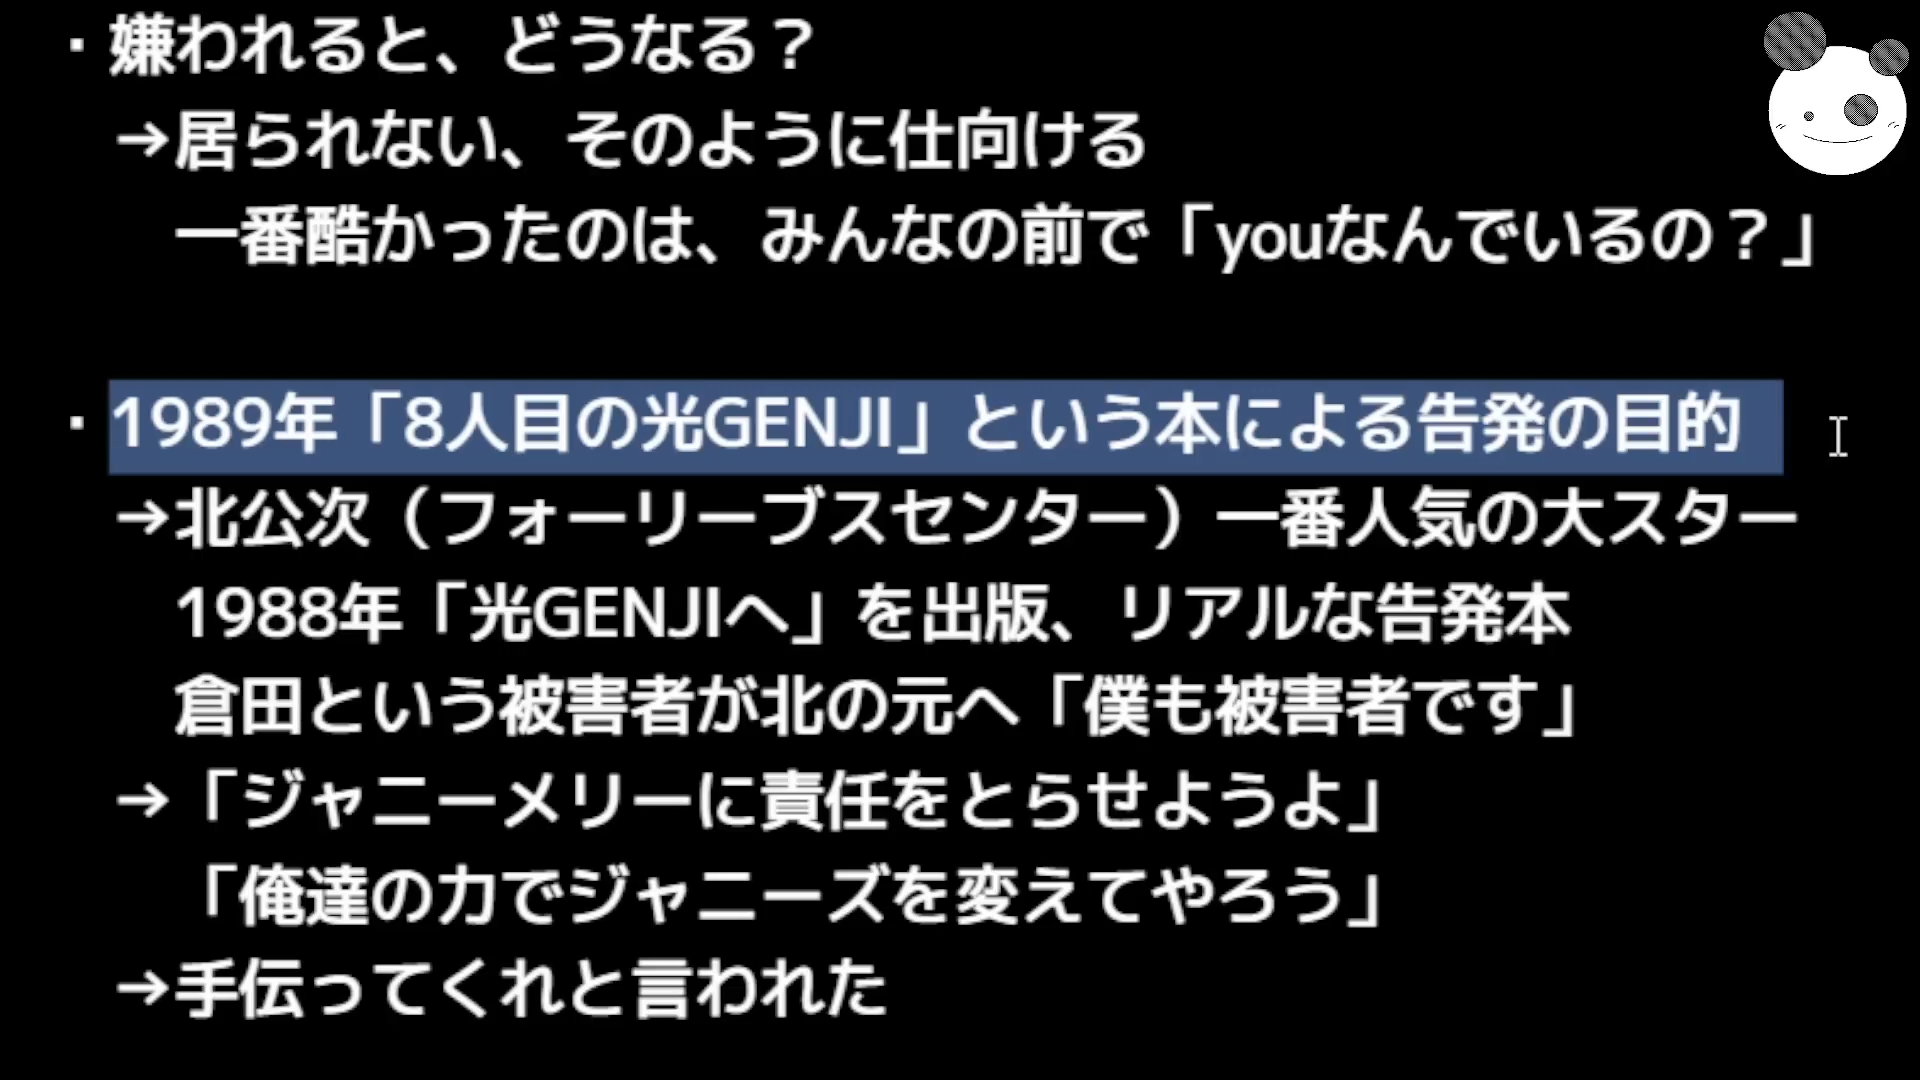 ・嫌われると、どうなる？
→居られない、そのように仕向ける
一番酷かったのは、みんなの前で「youなんでいるの？」
・1989年「8人目の光GENJI」という本による告発の目的
→北公次（フォーリーブスセンター）一番人気の大スター
1988年「光GENJIへ」を出版、リアルな告発本
倉田という被害者が北の元へ「僕も被害者です」
→「ジャニーメリーに責任をとらせようよ」
「俺達の力でジャニーズを変えてやろう」
→手伝ってくれと言われた